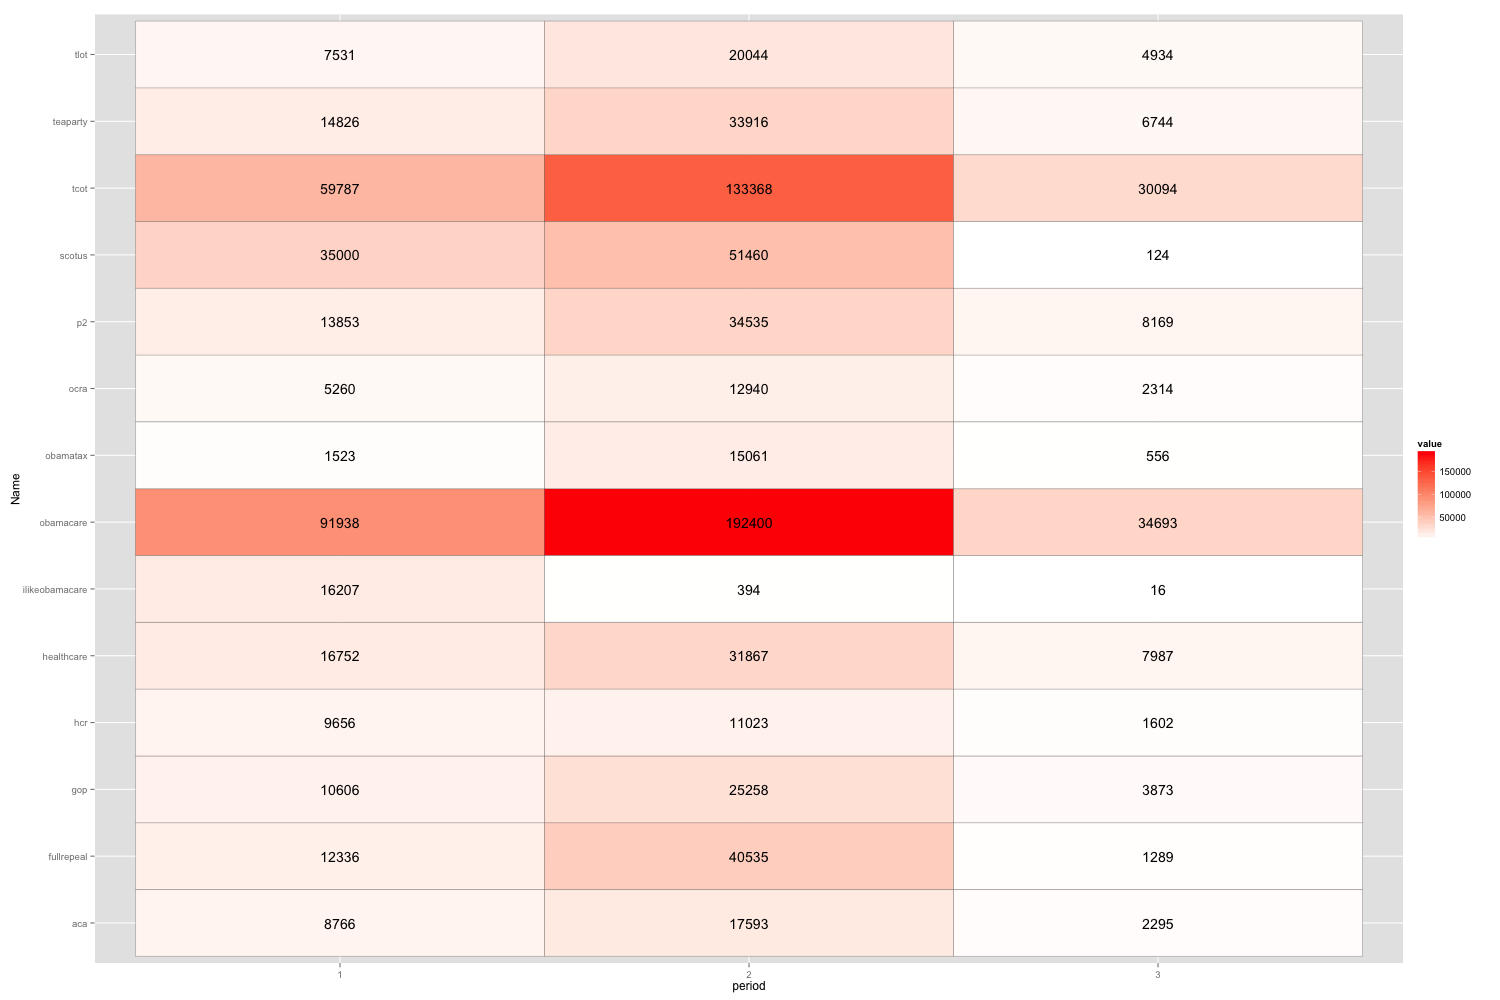 tlot 7531 20044 4934
teaparty 14826 33916 6744
tcot 59787 133368 30094
scotus 35000 51460 124
p2 13853 34535 8169
ocra 5260 12940 2314
obamatax 1523 15061 556
obamacare 91938 192400 34693
ilikeobamacare 16207 394 16
healthcare 16752 31867 7987
hcr 9656 11023 1602
gop 10606 25258 3873
fullrepeal 12336 40535 1289
aca 8766 17593 2295
1 2 3
period
Name
value
150000
100000
50000